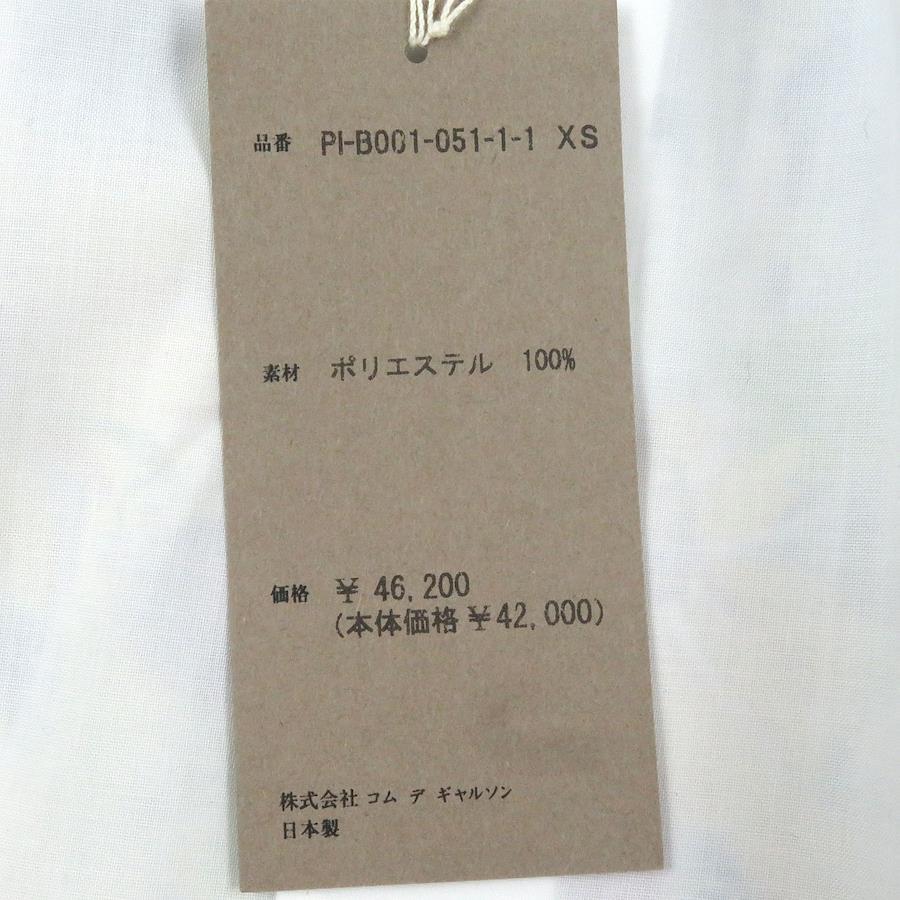 品番 PI-B001-051-1-1 XS
素材 ポリエステル 100%
価格 ¥ 46,200
(本体価格 ¥42,000)
株式会社 コム デ ギャルソン
日本製